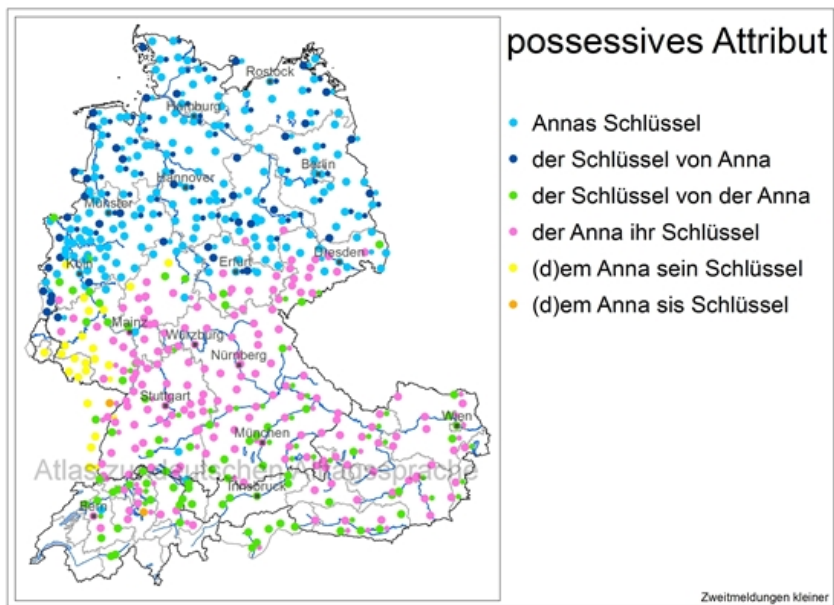 possessives Attribut
Annas Schlüssel
der Schlüssel von Anna
der Schlüssel von der Anna
der Anna ihr Schlüssel
(d)em Anna sein Schlüssel
(d)em Anna sis Schlüssel
Rostock
Hamburg
Berlin
Hannover
Münster
Köln
Erfurt
Dresden
Mainz
Würzburg
Nürnberg
Stuttgart
München
Wien
Atlas zur deutschen Alltagssprache
Innsbruck
Bern
Zweitmeldungen kleiner